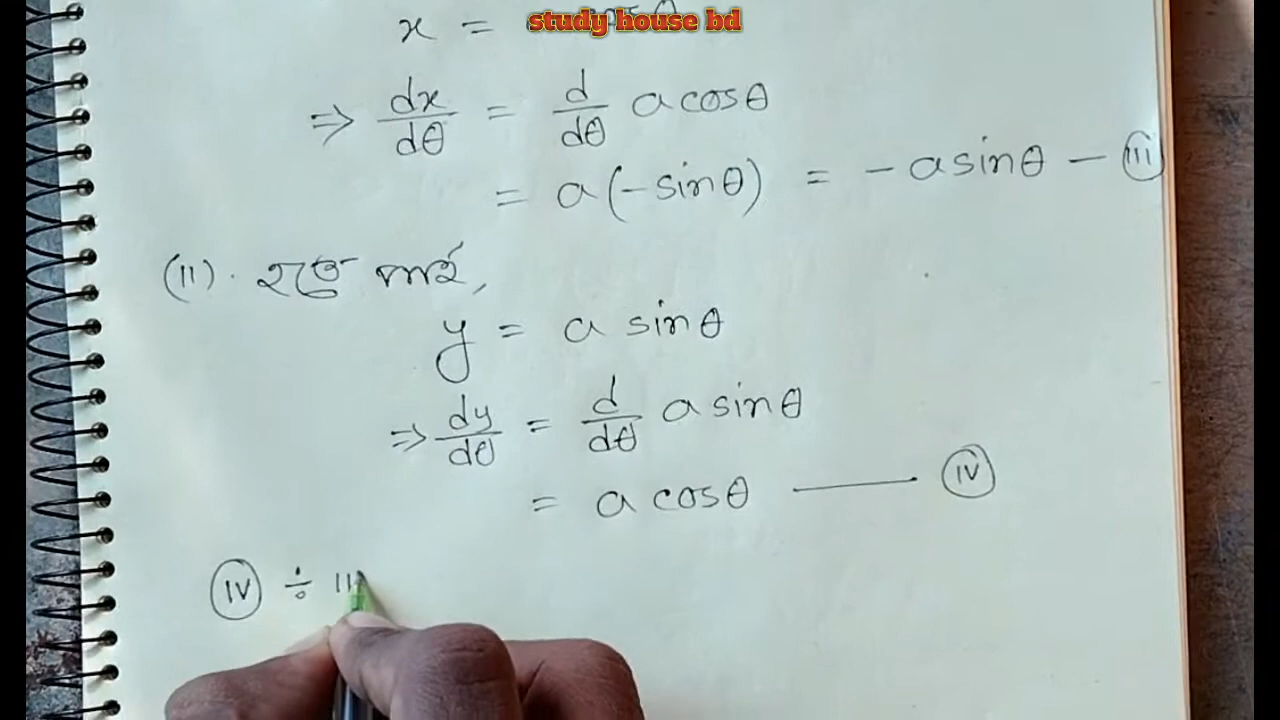 study house bd
x = cosθ
⇒ dx/dθ = d/dθ a cosθ
= a(-sinθ) = - a sinθ — (III)
(II). হতে পাই,
y = a sinθ
⇒ dy/dθ = d/dθ a sinθ
= a cosθ — (IV)
(IV) ÷ III